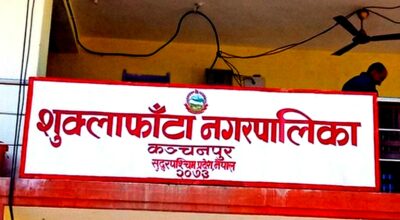 शुक्लाफाँटा नगरपालिका
कञ्चनपुर
सुदुरपश्चिम प्रदेश, नेपाल
२०७३